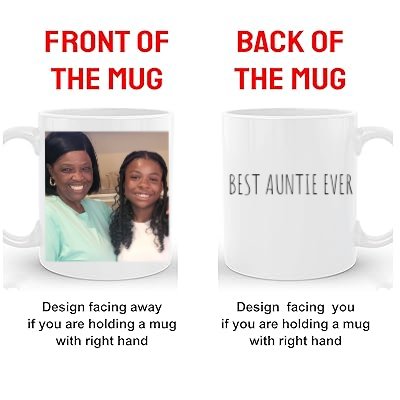 FRONT OF
THE MUG
BACK OF
THE MUG
BEST AUNTIE EVER
Design facing away
if you are holding a mug
with right hand
Design facing you
if you are holding a mug
with right hand